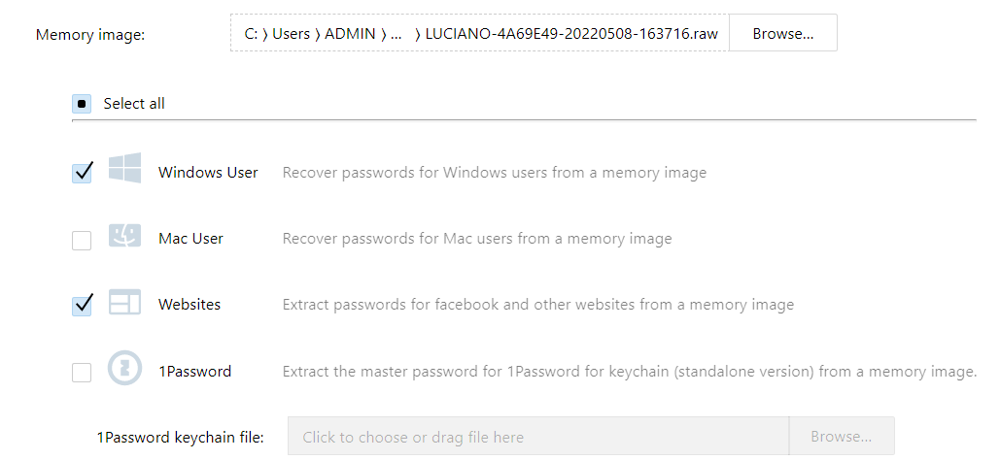 Memory image: C: ⟩ Users ⟩ ADMIN ⟩ ... ⟩ LUCIANO-4A69E49-20220508-163716.raw Browse...
Select all
Windows User Recover passwords for Windows users from a memory image
Mac User Recover passwords for Mac users from a memory image
Websites Extract passwords for facebook and other websites from a memory image
1Password Extract the master password for 1Password for keychain (standalone version) from a memory image.
1Password keychain file: Click to choose or drag file here Browse...